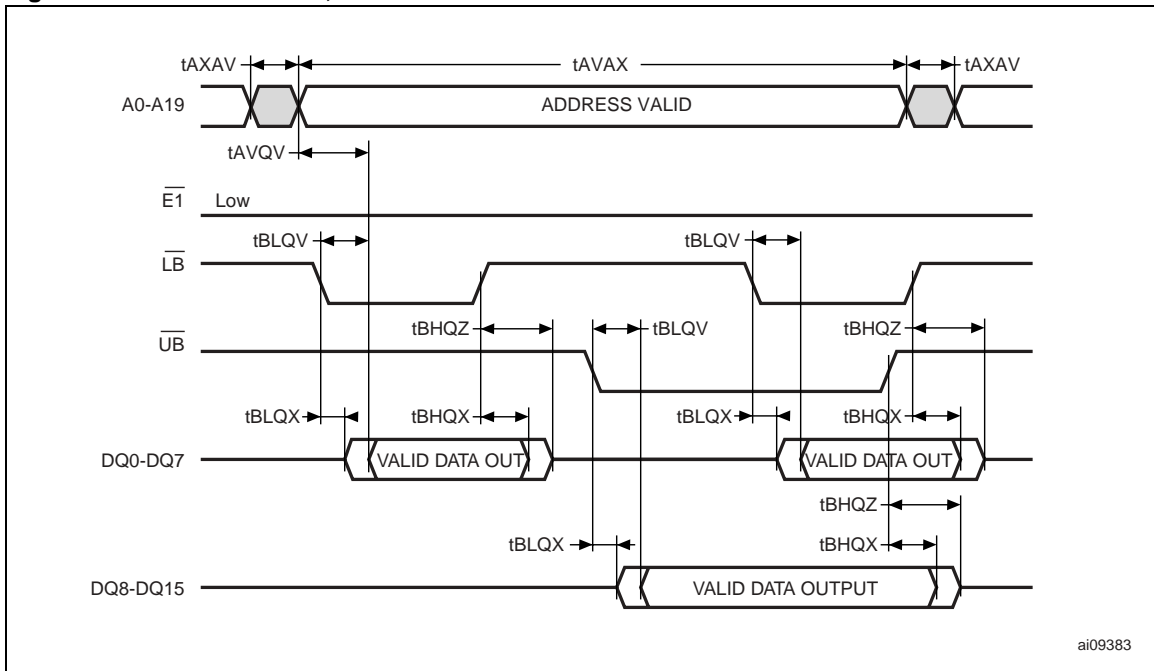 tAXAV tAVAX tAXAV
A0-A19 ADDRESS VALID
tAVQV
E1 Low
tBLQV tBLQV
LB
tBHQZ tBLQV tBHQZ
UB
tBLQX tBHQX tBLQX tBHQX
DQ0-DQ7 VALID DATA OUT VALID DATA OUT
tBHQZ
tBLQX tBHQX
DQ8-DQ15 VALID DATA OUTPUT
ai09383